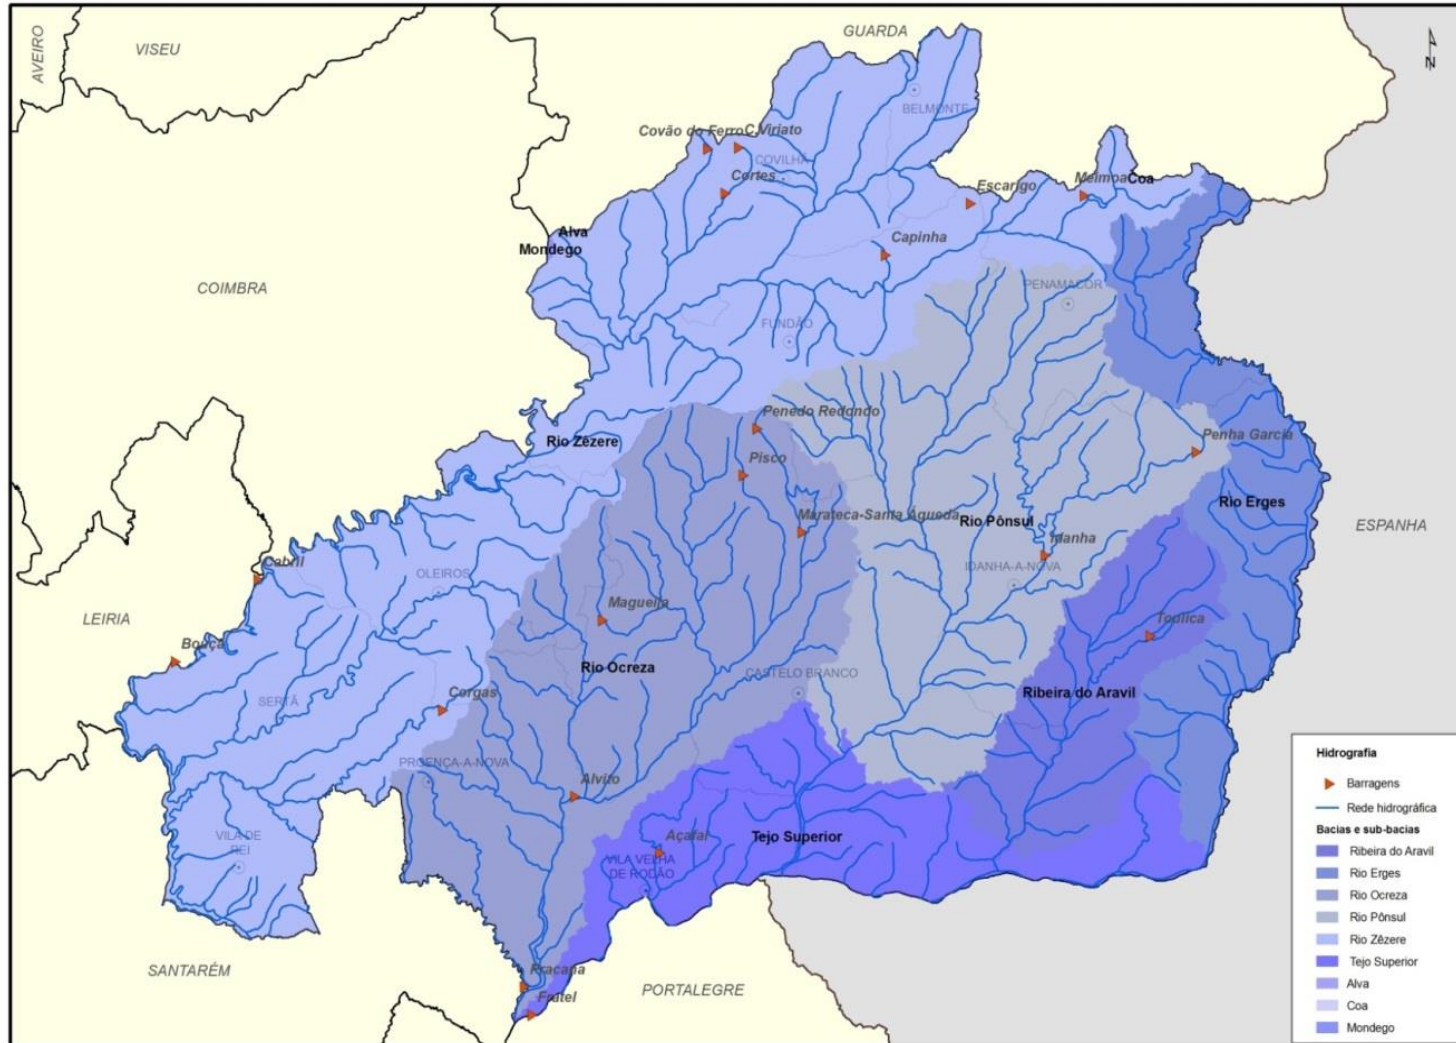 AVEIRO
VISEU
GUARDA
BELMONTE
Covão do Ferro
C.Viriato
COVILHÃ
Cortes
Escarigo
Meimoa
Coa
Alva
Mondego
Capinha
COIMBRA
PENAMACOR
FUNDÃO
Penedo Redondo
Rio Zêzere
Penha Garcia
Pisco
Rio Erges
Marateca-Santa Águeda
Rio Pônsul
ESPANHA
Idanha
IDANHA-A-NOVA
Cabril
OLEIROS
LEIRIA
Magueija
Toulica
Bouçã
Rio Ocreza
CASTELO BRANCO
Ribeira do Aravil
SERTÃ
Corgas
PROENÇA-A-NOVA
Alvito
VILA DE
REI
Açafal
Tejo Superior
VILA VELHA
DE RODÃO
SANTARÉM
Pracana
Fratel
PORTALEGRE
N
Hidrografia
Barragens
Rede hidrográfica
Bacias e sub-bacias
Ribeira do Aravil
Rio Erges
Rio Ocreza
Rio Pônsul
Rio Zêzere
Tejo Superior
Alva
Coa
Mondego